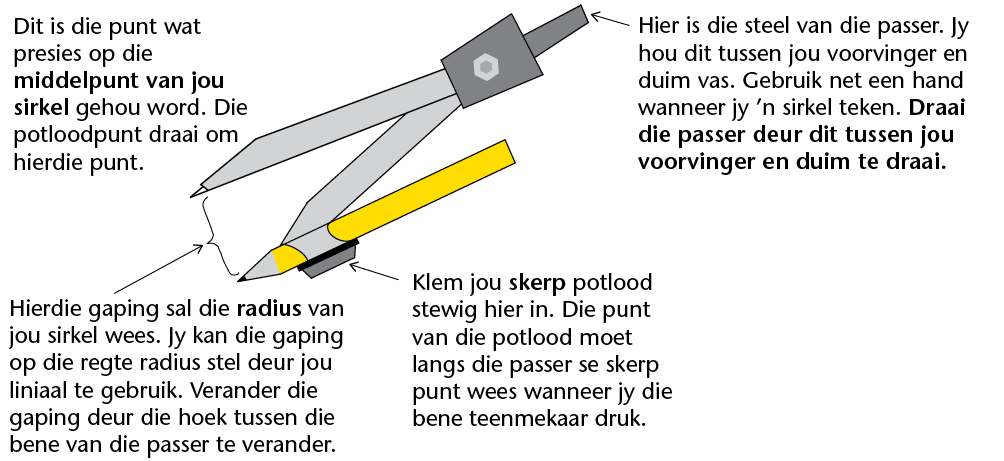 Dit is die punt wat
presies op die
middelpunt van jou
sirkel gehou word. Die
potloodpunt draai om
hierdie punt.
Hier is die steel van die passer. Jy
hou dit tussen jou voorvinger en
duim vas. Gebruik net een hand
wanneer jy ’n sirkel teken. Draai
die passer deur dit tussen jou
voorvinger en duim te draai.
Hierdie gaping sal die radius van
jou sirkel wees. Jy kan die gaping
op die regte radius stel deur jou
liniaal te gebruik. Verander die
gaping deur die hoek tussen die
bene van die passer te verander.
Klem jou skerp potlood
stewig hier in. Die punt
van die potlood moet
langs die passer se skerp
punt wees wanneer jy die
bene teenmekaar druk.